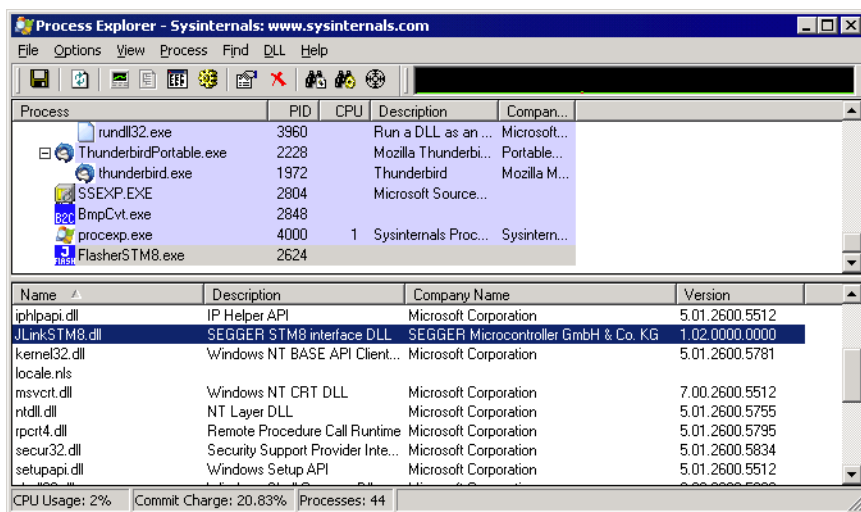 Process Explorer - Sysinternals: www.sysinternals.com
File Options View Process Find DLL Help
Process PID CPU Description Compan...
rundll32.exe 3960 Run a DLL as an ... Microsoft...
ThunderbirdPortable.exe 2228 Mozilla Thunderbi... Portable...
thunderbird.exe 1972 Thunderbird Mozilla M...
SSEXP.EXE 2804 Microsoft Source...
B2C BmpCvt.exe 2848
procexp.exe 4000 1 Sysinternals Proc... Sysintern...
J FLASH FlasherSTM8.exe 2624
Name Description Company Name Version
iphlpapi.dll IP Helper API Microsoft Corporation 5.01.2600.5512
JLinkSTM8.dll SEGGER STM8 interface DLL SEGGER Microcontroller GmbH & Co. KG 1.02.0000.0000
kernel32.dll Windows NT BASE API Client... Microsoft Corporation 5.01.2600.5781
locale.nls
msvcrt.dll Windows NT CRT DLL Microsoft Corporation 7.00.2600.5512
ntdll.dll NT Layer DLL Microsoft Corporation 5.01.2600.5755
rpcrt4.dll Remote Procedure Call Runtime Microsoft Corporation 5.01.2600.5795
secur32.dll Security Support Provider Inte... Microsoft Corporation 5.01.2600.5834
setupapi.dll Windows Setup API Microsoft Corporation 5.01.2600.5512
CPU Usage: 2% Commit Charge: 20.83% Processes: 44